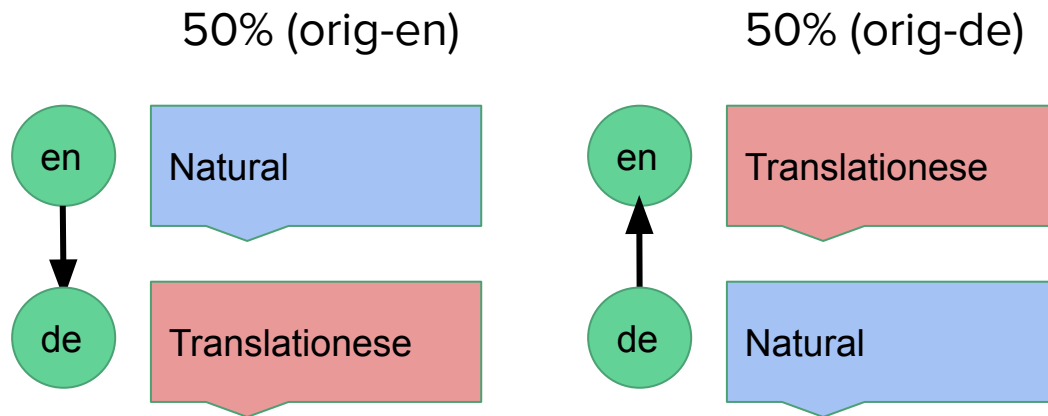 50% (orig-en)
en
Natural
de
Translationese
50% (orig-de)
en
Translationese
de
Natural